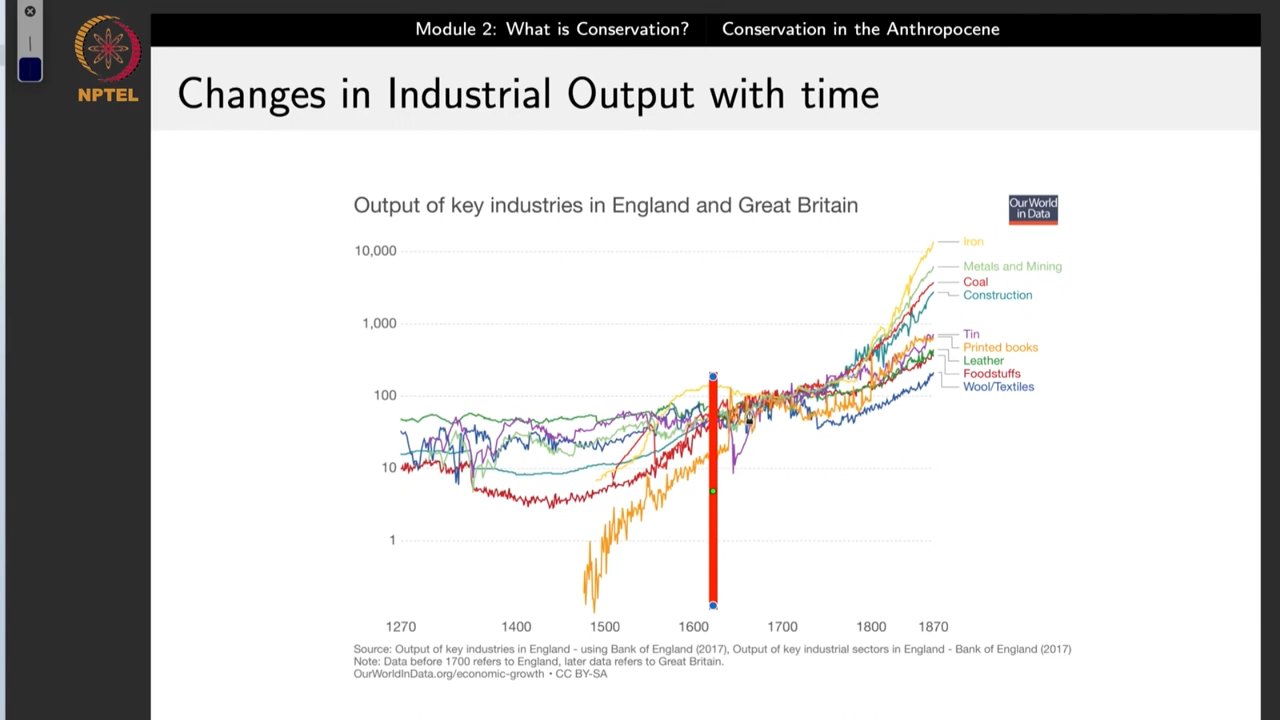 Module 2: What is Conservation? Conservation in the Anthropocene
NPTEL
Changes in Industrial Output with time
Output of key industries in England and Great Britain
Our World
in Data
10,000
1,000
100
10
1
Iron
Metals and Mining
Coal
Construction
Tin
Printed books
Leather
Foodstuffs
Wool/Textiles
1270 1400 1500 1600 1700 1800 1870
Source: Output of key industries in England - using Bank of England (2017), Output of key industrial sectors in England - Bank of England (2017)
Note: Data before 1700 refers to England, later data refers to Great Britain.
OurWorldInData.org/economic-growth • CC BY-SA